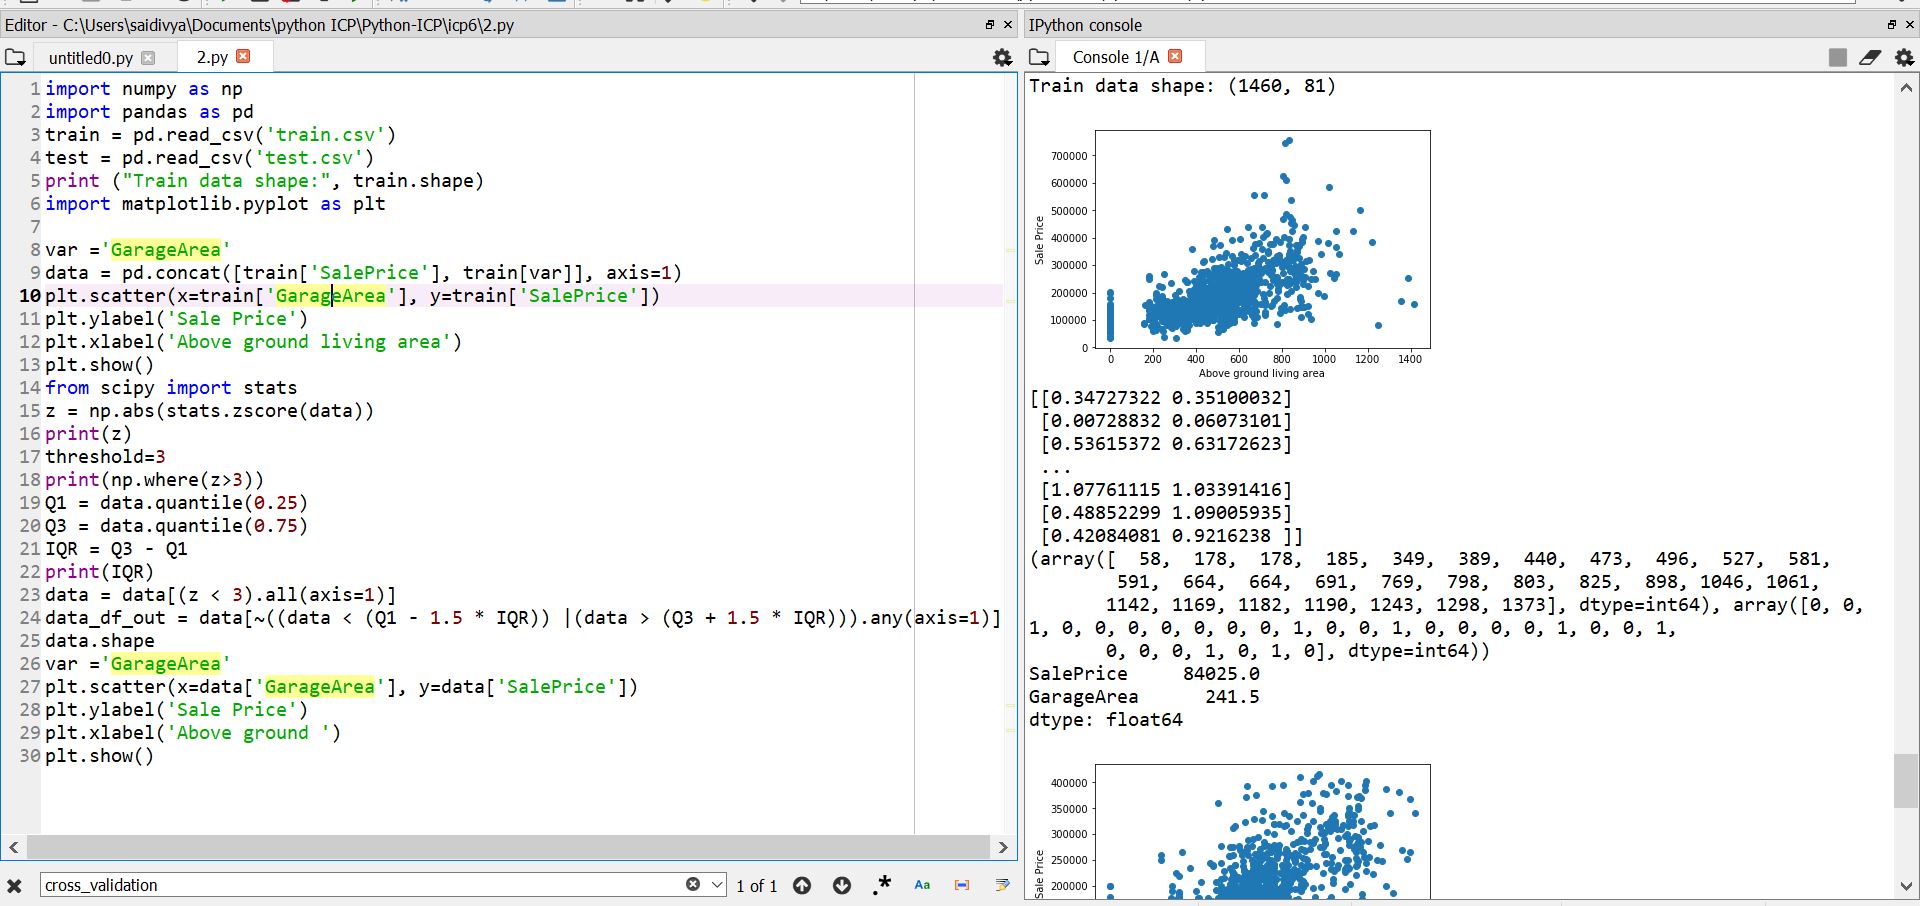 Editor - C:\Users\saidivya\Documents\python ICP\Python-ICP\icp6\2.py
untitled0.py
2.py
1 import numpy as np
2 import pandas as pd
3 train = pd.read_csv('train.csv')
4 test = pd.read_csv('test.csv')
5 print ("Train data shape:", train.shape)
6 import matplotlib.pyplot as plt
7
8 var ='GarageArea'
9 data = pd.concat([train['SalePrice'], train[var]], axis=1)
10 plt.scatter(x=train['GarageArea'], y=train['SalePrice'])
11 plt.ylabel('Sale Price')
12 plt.xlabel('Above ground living area')
13 plt.show()
14 from scipy import stats
15 z = np.abs(stats.zscore(data))
16 print(z)
17 threshold=3
18 print(np.where(z>3))
19 Q1 = data.quantile(0.25)
20 Q3 = data.quantile(0.75)
21 IQR = Q3 - Q1
22 print(IQR)
23 data = data[(z < 3).all(axis=1)]
24 data_df_out = data[~((data < (Q1 - 1.5 * IQR)) |(data > (Q3 + 1.5 * IQR))).any(axis=1)]
25 data.shape
26 var ='GarageArea'
27 plt.scatter(x=data['GarageArea'], y=data['SalePrice'])
28 plt.ylabel('Sale Price')
29 plt.xlabel('Above ground ')
30 plt.show()
cross_validation
1 of 1
.*
Aa
IPython console
Console 1/A
Train data shape: (1460, 81)
700000
600000
500000
400000
300000
200000
100000
0
Sale Price
0 200 400 600 800 1000 1200 1400
Above ground living area
[[0.34727322 0.35100032]
[0.00728832 0.06073101]
[0.53615372 0.63172623]
...
[1.07761115 1.03391416]
[0.48852299 1.09005935]
[0.42084081 0.9216238 ]]
(array([ 58, 178, 178, 185, 349, 389, 440, 473, 496, 527, 581,
591, 664, 664, 691, 769, 798, 803, 825, 898, 1046, 1061,
1142, 1169, 1182, 1190, 1243, 1298, 1373], dtype=int64), array([0, 0,
1, 0, 0, 0, 0, 0, 0, 0, 1, 0, 0, 1, 0, 0, 0, 0, 1, 0, 0, 1,
0, 0, 0, 1, 0, 1, 0], dtype=int64))
SalePrice 84025.0
GarageArea 241.5
dtype: float64
400000
350000
300000
250000
200000
Sale Price